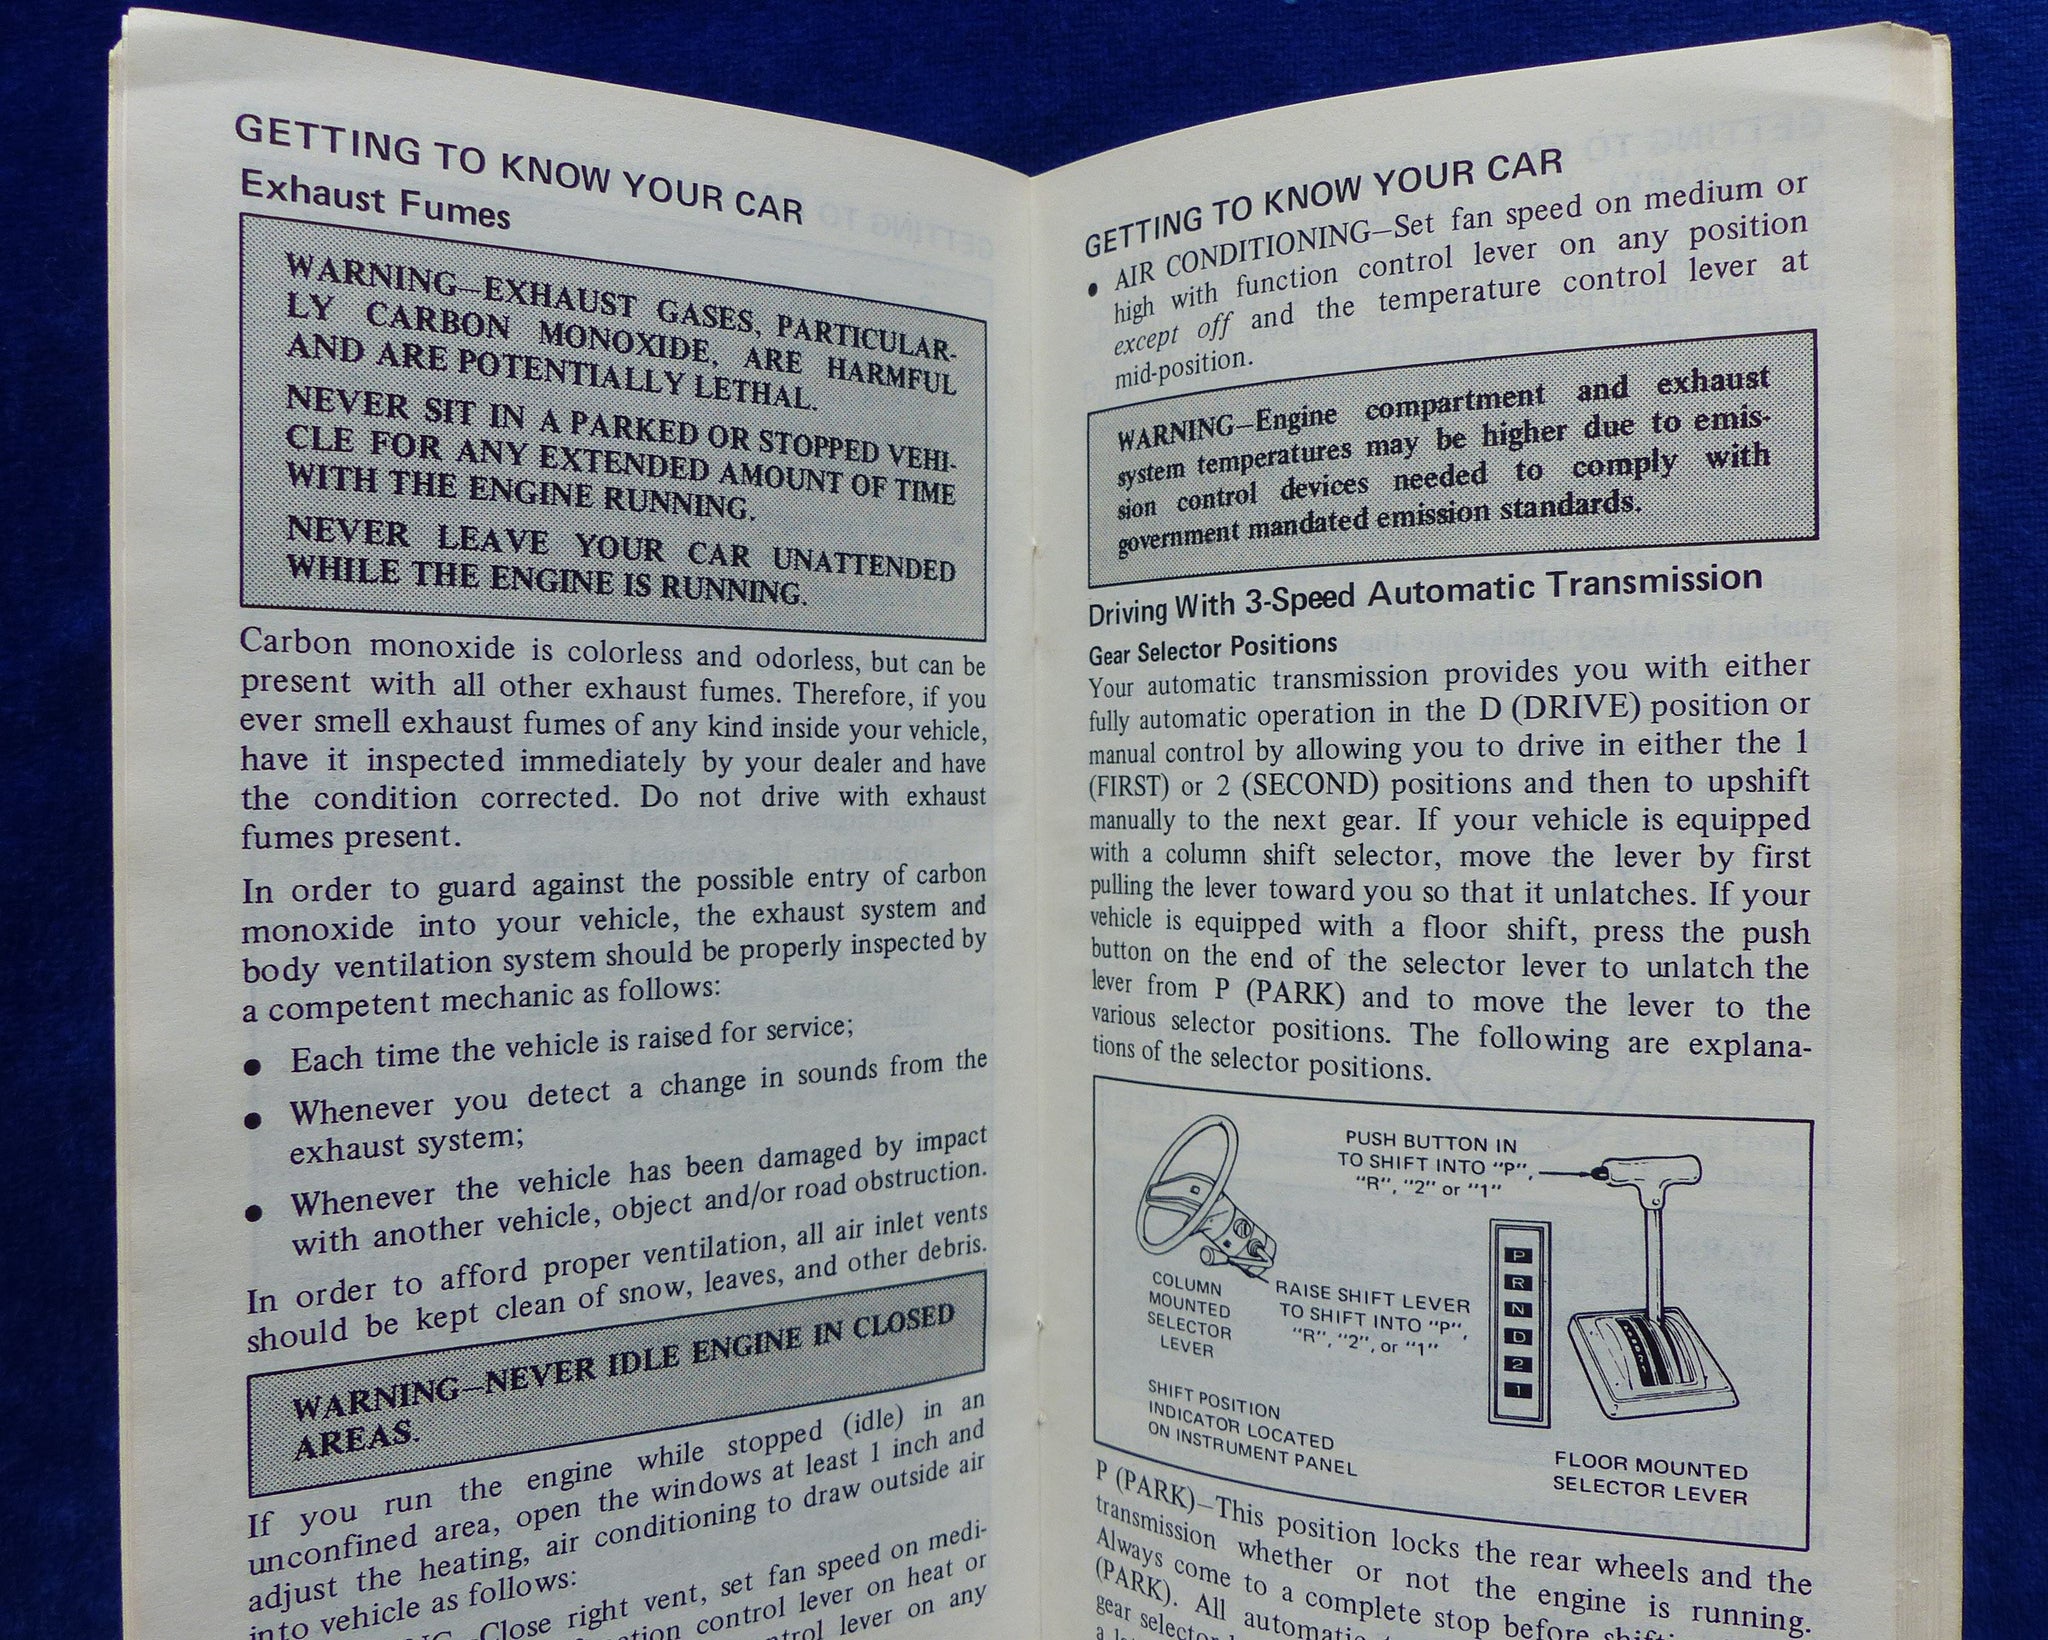 GETTING TO KNOW YOUR CAR
Exhaust Fumes
WARNING—EXHAUST GASES, PARTICULAR-
LY CARBON MONOXIDE, ARE HARMFUL
AND ARE POTENTIALLY LETHAL.
NEVER SIT IN A PARKED OR STOPPED VEHI-
CLE FOR ANY EXTENDED AMOUNT OF TIME
WITH THE ENGINE RUNNING.
NEVER LEAVE YOUR CAR UNATTENDED
WHILE THE ENGINE IS RUNNING.
Carbon monoxide is colorless and odorless, but can be
present with all other exhaust fumes. Therefore, if you
ever smell exhaust fumes of any kind inside your vehicle,
have it inspected immediately by your dealer and have
the condition corrected. Do not drive with exhaust
fumes present.
In order to guard against the possible entry of carbon
monoxide into your vehicle, the exhaust system and
body ventilation system should be properly inspected by
a competent mechanic as follows:
● Each time the vehicle is raised for service;
● Whenever you detect a change in sounds from the
exhaust system;
● Whenever the vehicle has been damaged by impact
with another vehicle, object and/or road obstruction.
In order to afford proper ventilation, all air inlet vents
should be kept clean of snow, leaves, and other debris.
WARNING—NEVER IDLE ENGINE IN CLOSED
AREAS.
If you run the engine while stopped (idle) in an
unconfined area, open the windows at least 1 inch and
adjust the heating, air conditioning to draw outside air
into vehicle as follows:
Close right vent, set fan speed on medi-
control lever on heat or
lever on any
GETTING TO KNOW YOUR CAR
● AIR CONDITIONING—Set fan speed on medium or
high with function control lever on any position
except off and the temperature control lever at
mid-position.
WARNING—Engine compartment and exhaust
system temperatures may be higher due to emis-
sion control devices needed to comply with
government mandated emission standards.
Driving With 3-Speed Automatic Transmission
Gear Selector Positions
Your automatic transmission provides you with either
fully automatic operation in the D (DRIVE) position or
manual control by allowing you to drive in either the 1
(FIRST) or 2 (SECOND) positions and then to upshift
manually to the next gear. If your vehicle is equipped
with a column shift selector, move the lever by first
pulling the lever toward you so that it unlatches. If your
vehicle is equipped with a floor shift, press the push
button on the end of the selector lever to unlatch the
lever from P (PARK) and to move the lever to the
various selector positions. The following are explana-
tions of the selector positions.
PUSH BUTTON IN
TO SHIFT INTO "P",
"R", "2" or "1"
COLUMN
MOUNTED
SELECTOR
LEVER
RAISE SHIFT LEVER
TO SHIFT INTO "P",
"R", "2", or "1"
P
R
N
D
2
1
SHIFT POSITION
INDICATOR LOCATED
ON INSTRUMENT PANEL
FLOOR MOUNTED
SELECTOR LEVER
P (PARK)—This position locks the rear wheels and the
transmission whether or not the engine is running.
Always come to a complete stop before
(PARK). All
gear selector
a